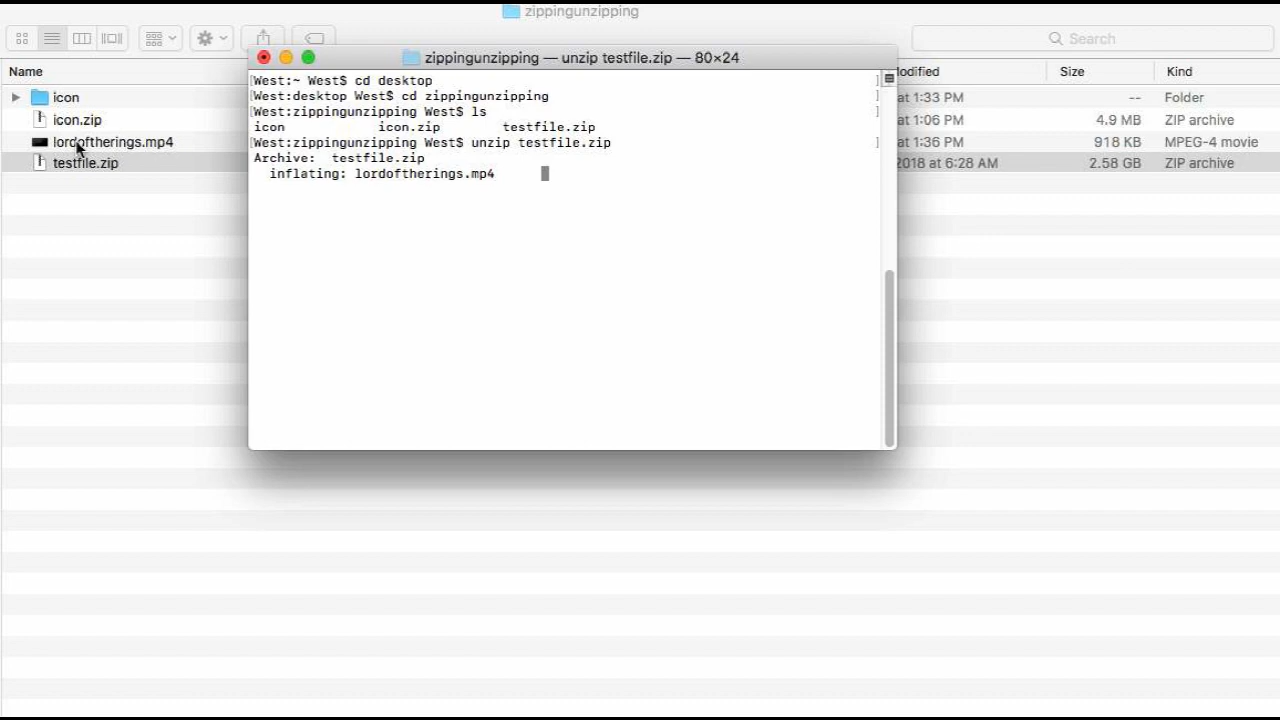 zippingunzipping
Search
zippingunzipping — unzip testfile.zip — 80×24
Name
Modified Size Kind
icon
at 1:33 PM -- Folder
icon.zip
at 1:06 PM 4.9 MB ZIP archive
lordoftherings.mp4
at 1:36 PM 918 KB MPEG-4 movie
testfile.zip
2018 at 6:28 AM 2.58 GB ZIP archive
[West:~ West$ cd desktop ]
[West:desktop West$ cd zippingunzipping ]
[West:zippingunzipping West$ ls ]
icon icon.zip testfile.zip
[West:zippingunzipping West$ unzip testfile.zip ]
Archive: testfile.zip
inflating: lordoftherings.mp4